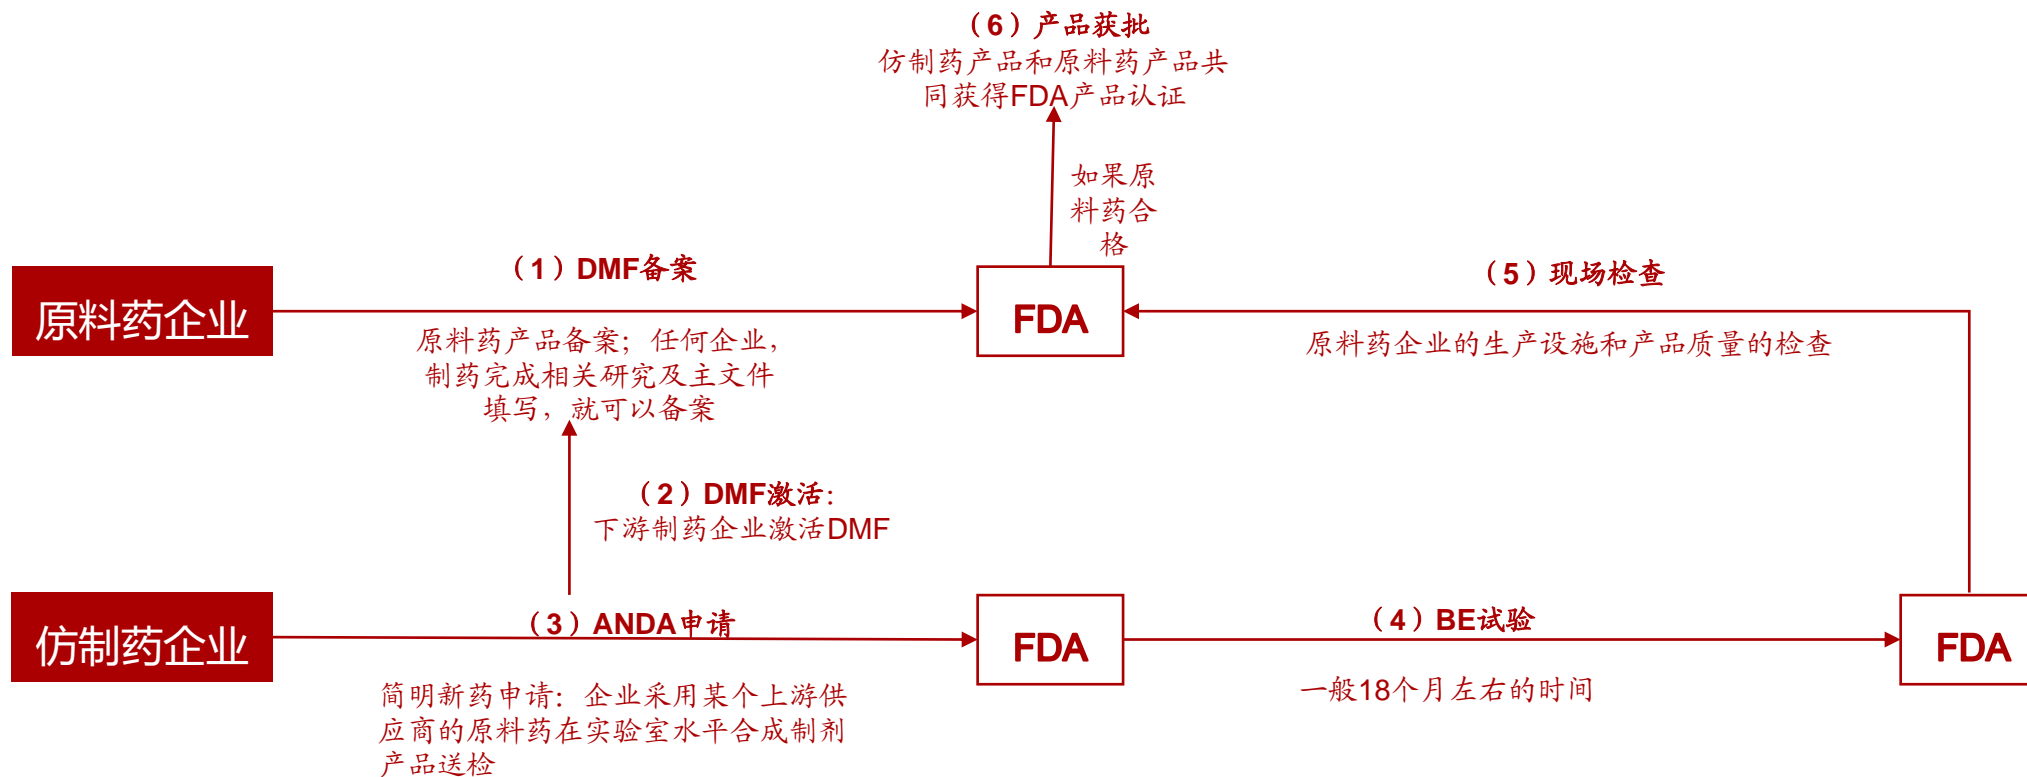 （6）产品获批
仿制药产品和原料药产品共
同获得FDA产品认证
如果原
料药合
格
（1）DMF备案
（5）现场检查
原料药企业
FDA
原料药产品备案；任何企业，
制药完成相关研究及主文件
填写，就可以备案
原料药企业的生产设施和产品质量的检查
（2）DMF激活：
下游制药企业激活DMF
仿制药企业
（3）ANDA申请
FDA
（4）BE试验
FDA
简明新药申请：企业采用某个上游供
应商的原料药在实验室水平合成制剂
产品送检
一般18个月左右的时间